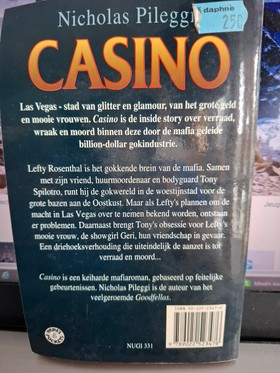 Nicholas Pileggi
daphne
250
CASINO
Las Vegas - stad van glitter en glamour, van het grote geld
en mooie vrouwen. Casino is de inside story over verraad,
wraak en moord binnen deze door de mafia geleide
billion-dollar gokindustrie.
Lefty Rosenthal is het gokkende brein van de mafia. Samen
met zijn vriend, huurmoordenaar en bodyguard Tony
Spilotro, runt hij de gokwereld in de woestijnstad voor de
grote bazen aan de Oostkust. Maar als Lefty's plannen om de
macht in Las Vegas over te nemen bekend worden, ontstaan
er problemen. Daarnaast brengt Tony's obsessie voor Lefty's
mooie vrouw, de showgirl Geri, hun vriendschap in gevaar.
Een driehoeksverhouding die uiteindelijk de aanzet is tot
verraad en moord...
Casino is een keiharde mafiaroman, gebaseerd op feitelijke
gebeurtenissen. Nicholas Pileggi is de auteur van het
veelgeroemde Goodfellas.
NUGI 331